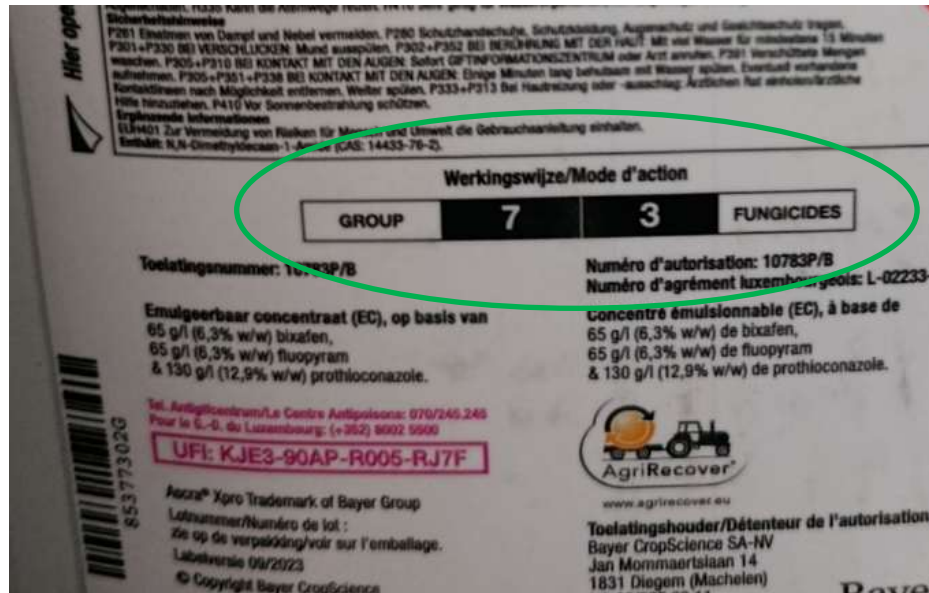 Hier ope
Sicherheitshinweise
P261 Einatmen von Dampf und Nebel vermeiden. P280 Schutzhandschuhe, Schutzkleidung, Augenschutz und Gesichtsschutz tragen.
P301+P330 BEI VERSCHLUCKEN: Mund ausspülen. P302+P352 BEI BERÜHRUNG MIT DER HAUT: Mit viel Wasser für mindestens 15 Minuten
waschen. P305+P310 BEI KONTAKT MIT DEN AUGEN: Sofort GIFTINFORMATIONSZENTRUM oder Arzt anrufen. P391 Verschüttete Mengen
aufnehmen. P305+P351+P338 BEI KONTAKT MIT DEN AUGEN: Einige Minuten lang behutsam mit Wasser spülen. Eventuell vorhandene
Kontaktlinsen nach Möglichkeit entfernen. Weiter spülen. P333+P313 Bei Hautreizung oder -ausschlag: Ärztlichen Rat einholen/ärztliche
Hilfe hinzuziehen. P410 Vor Sonnenbestrahlung schützen.
Ergänzende Informationen
EUH401 Zur Vermeidung von Risiken für Mensch und Umwelt die Gebrauchsanleitung einhalten.
Enthält: N,N-Dimethyldecaan-1- (CAS: 14433-76-2).
Werkingswijze/Mode d'action
GROUP 7 3 FUNGICIDES
Toelatingsnummer: 10783P/B
Emulgeerbaar concentraat (EC), op basis van
65 g/l (6,3% w/w) bixafen,
65 g/l (6,3% w/w) fluopyram
& 130 g/l (12,9% w/w) prothioconazole.
Tel. Antigifcentrum/Le Centre Antipoisons: 070/245.245
Pour le G.-D. du Luxembourg: (+352) 8002 5500
UFI: KJE3-90AP-R005-RJ7F
85377302G
Ascra® Xpro Trademark of Bayer Group
Lotnummer/Numéro de lot :
Zie op de verpakking/voir sur l'emballage.
Labelversie 09/2023
© Copyright Bayer CropScience
Numéro d'autorisation: 10783P/B
Numéro d'agrément luxembourgeois: L-02233-
Concentré émulsionnable (EC), à base de
65 g/l (6,3% w/w) de bixafen,
65 g/l (6,3% w/w) de fluopyram
& 130 g/l (12,9% w/w) de prothioconazole.
AgriRecover
www.agrirecover.eu
Toelatingshouder/Détenteur de l'autorisation
Bayer CropScience SA-NV
Jan Mommaertslaan 14
1831 Diegem (Machelen)